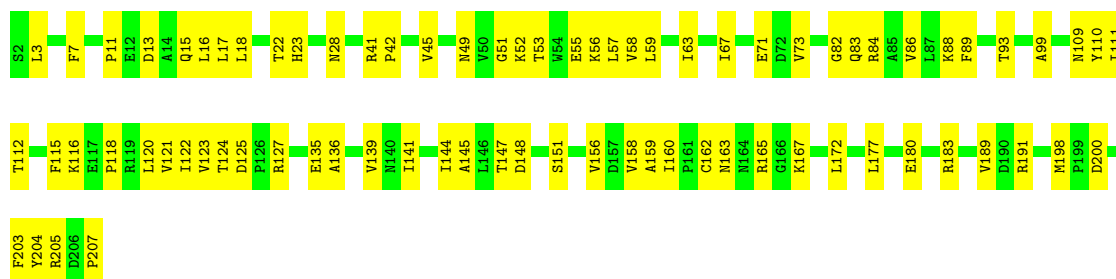 S2 L3 F7 P11 E12 D13 A14 Q15 L16 L17 L18 T22 H23 N28 R41 P42 V45 N49 V50 G51 K52 T53 W54 E55 K56 L57 V58 L59 I63 I67 E71 D72 V73 G82 Q83 R84 A85 V86 L87 K88 F89 T93 A99 N109 Y110
T112 F115 K116 E117 P118 R119 L120 V121 I122 V123 T124 D125 P126 R127 E135 A136 V139 N140 I141 I144 A145 L146 T147 D148 S151 V156 D157 V158 A159 I160 P161 C162 N163 N164 R165 G166 K167 L172 L177 E180 R183 V189 D190 R191 M198 P199 D200
F203 Y204 R205 D206 P207